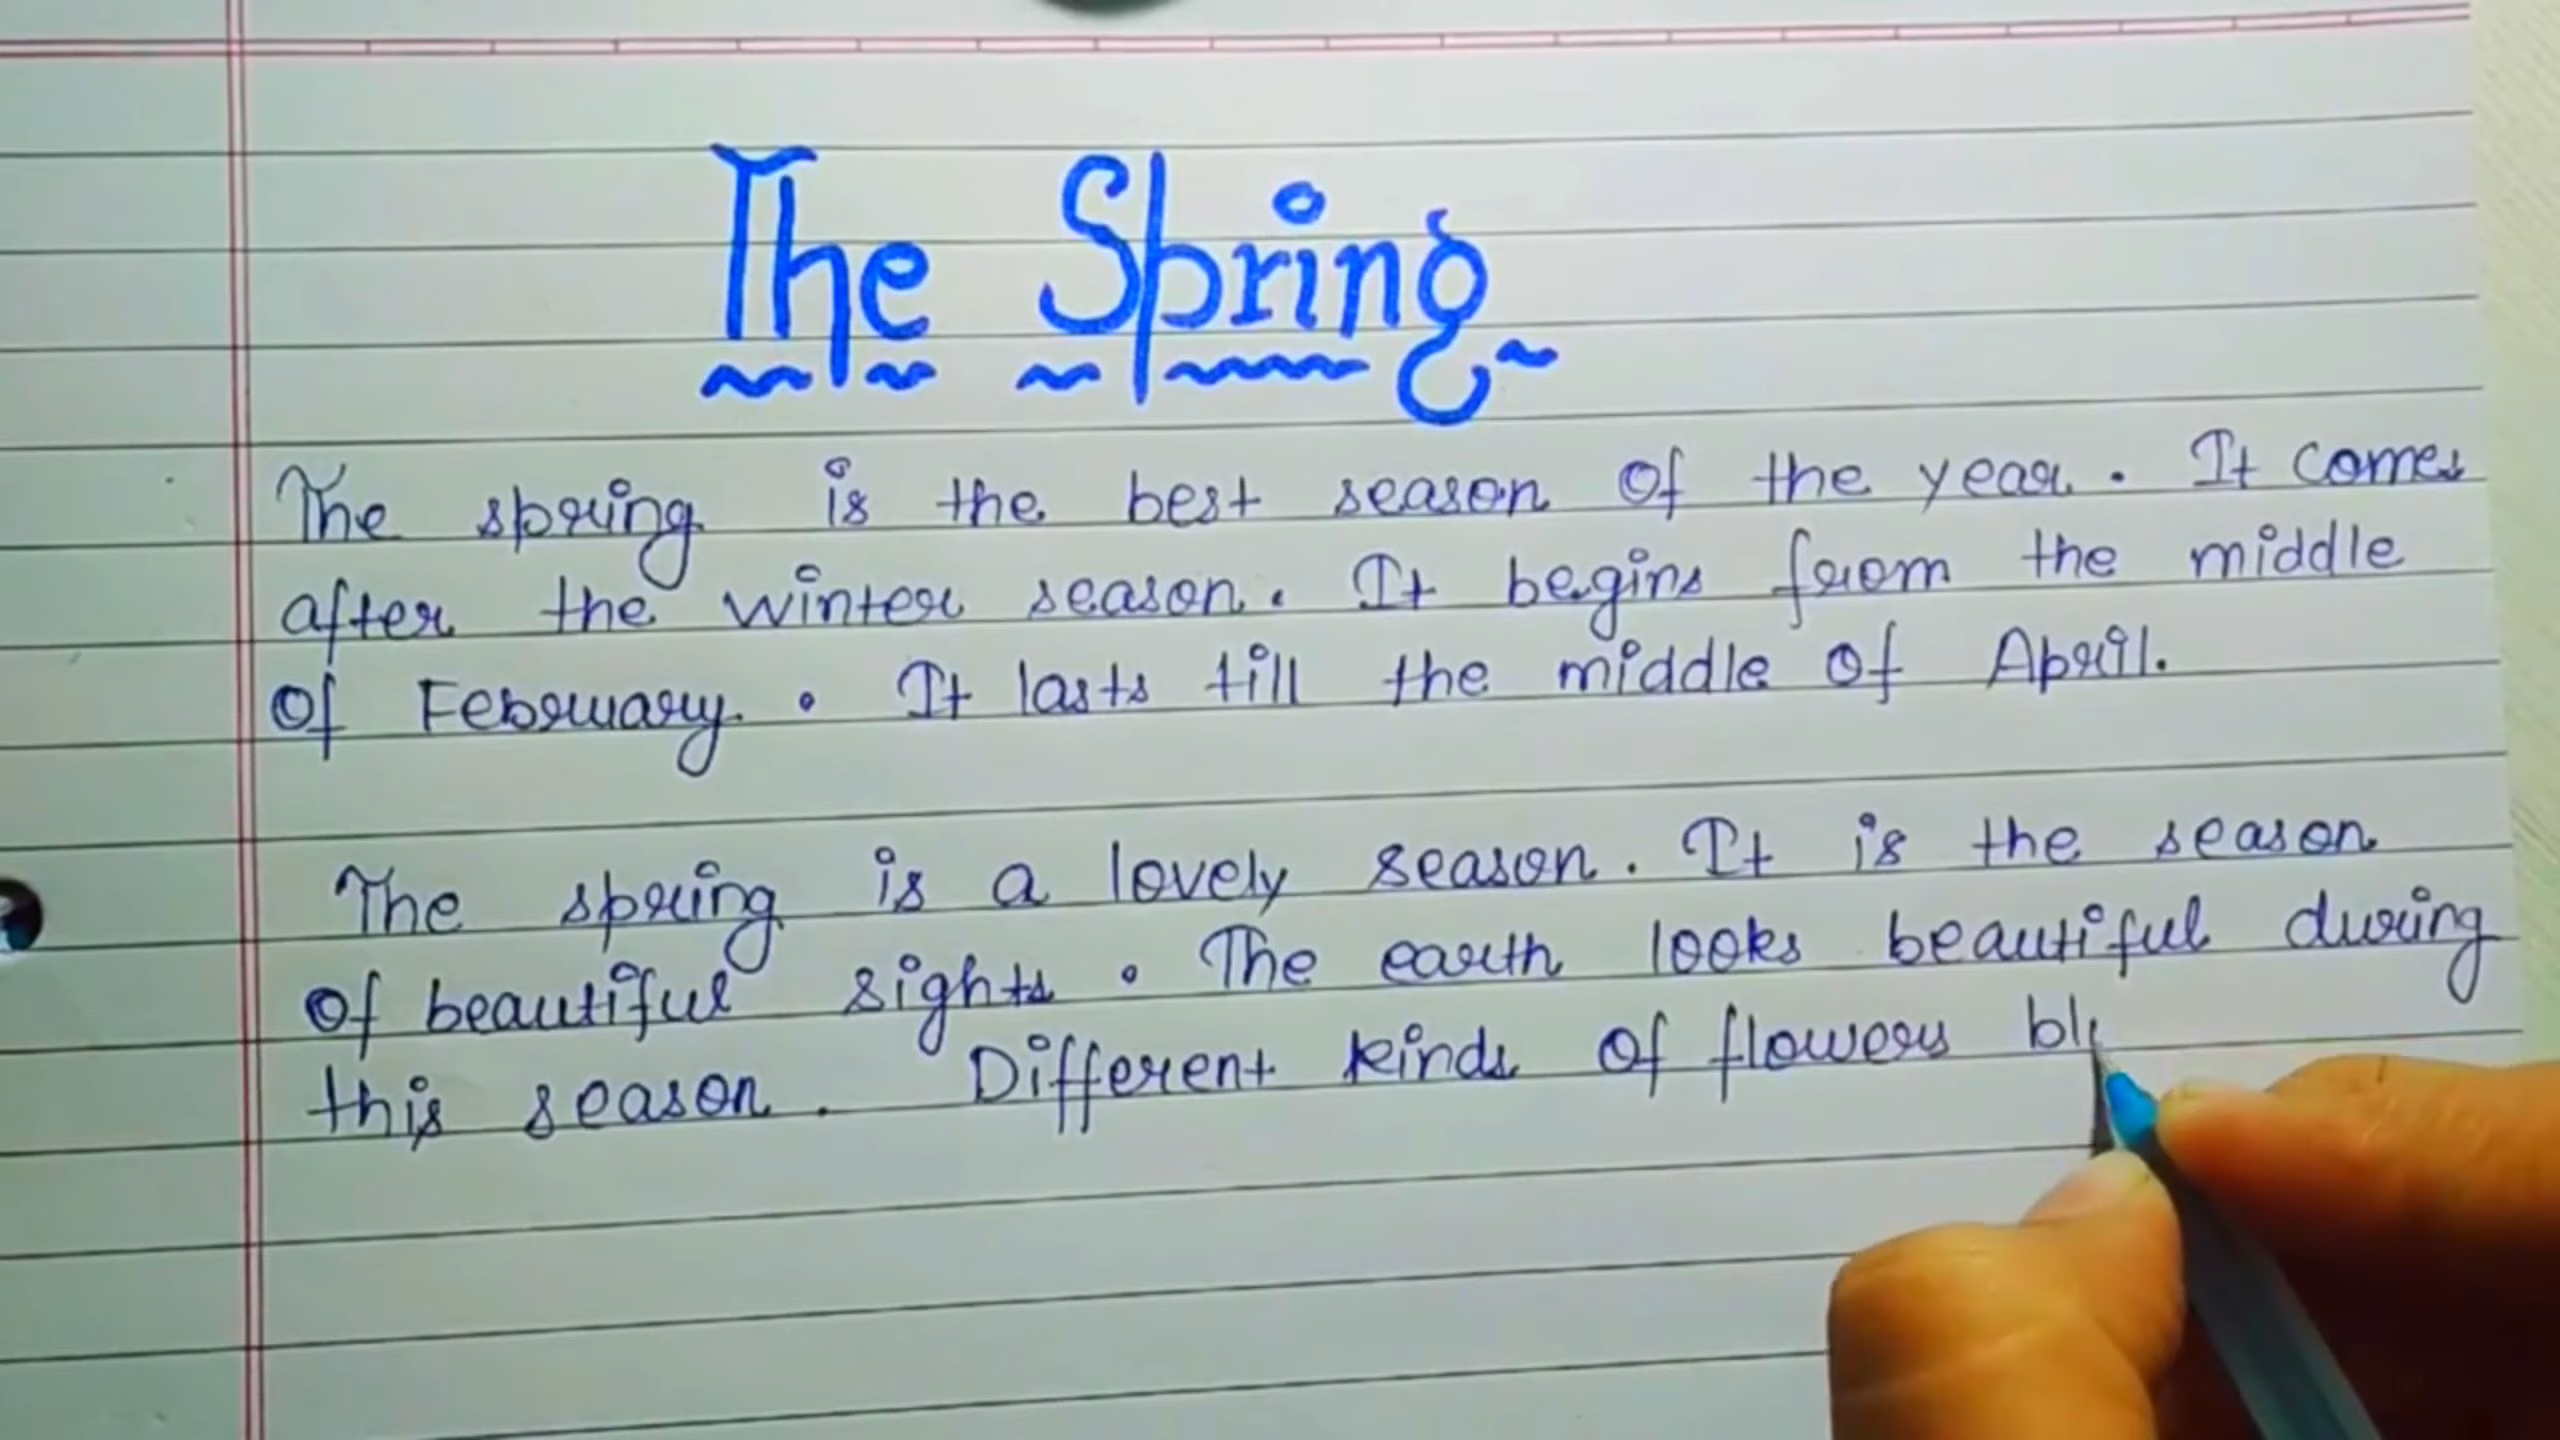 The Spring
The spring is the best season of the year. It comes
after the winter season. It begins from the middle
of February. It lasts till the middle of April.
The spring is a lovely season. It is the season
of beautiful sights. The earth looks beautiful during
this season. Different kinds of flowers bl